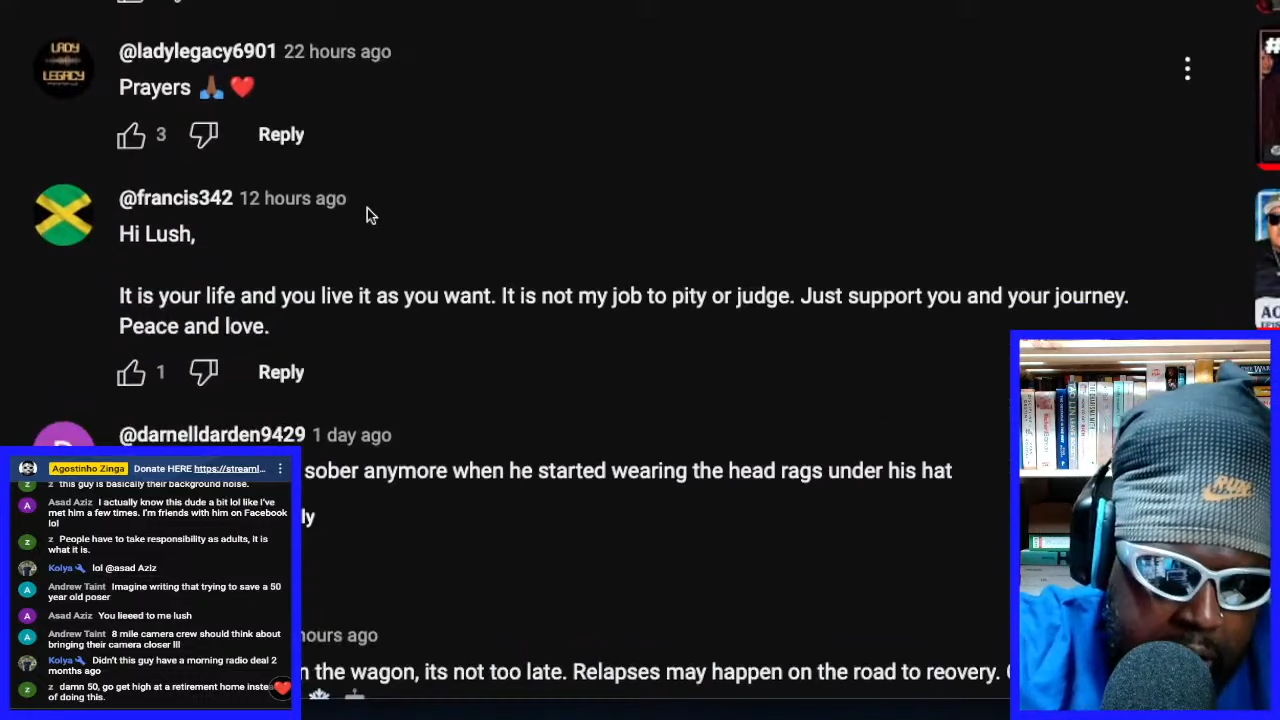 @ladylegacy6901 22 hours ago
Prayers 🙏🏾 ❤️
3 Reply
@francis342 12 hours ago
Hi Lush,
It is your life and you live it as you want. It is not my job to pity or judge. Just support you and your journey.
Peace and love.
1 Reply
@darnelldarden9429 1 day ago
sober anymore when he started wearing the head rags under his hat
hours ago
n the wagon, its not too late. Relapses may happen on the road to reovery.
Agostinho Zinga Donate HERE https://streaml...
z this guy is basically their background noise.
Asad Aziz I actually know this dude a bit lol like I've
met him a few times. I'm friends with him on Facebook
lol
z People have to take responsibility as adults, it is
what it is.
Kolya lol @asad Aziz
Andrew Taint Imagine writing that trying to save a 50
year old poser
Asad Aziz You lieeed to me lush
Andrew Taint 8 mile camera crew should think about
bringing their camera closer lll
Kolya Didn't this guy have a morning radio deal 2
months ago
z damn 50, go get high at a retirement home inste
of doing this.
LADY
LEGACY
RUN